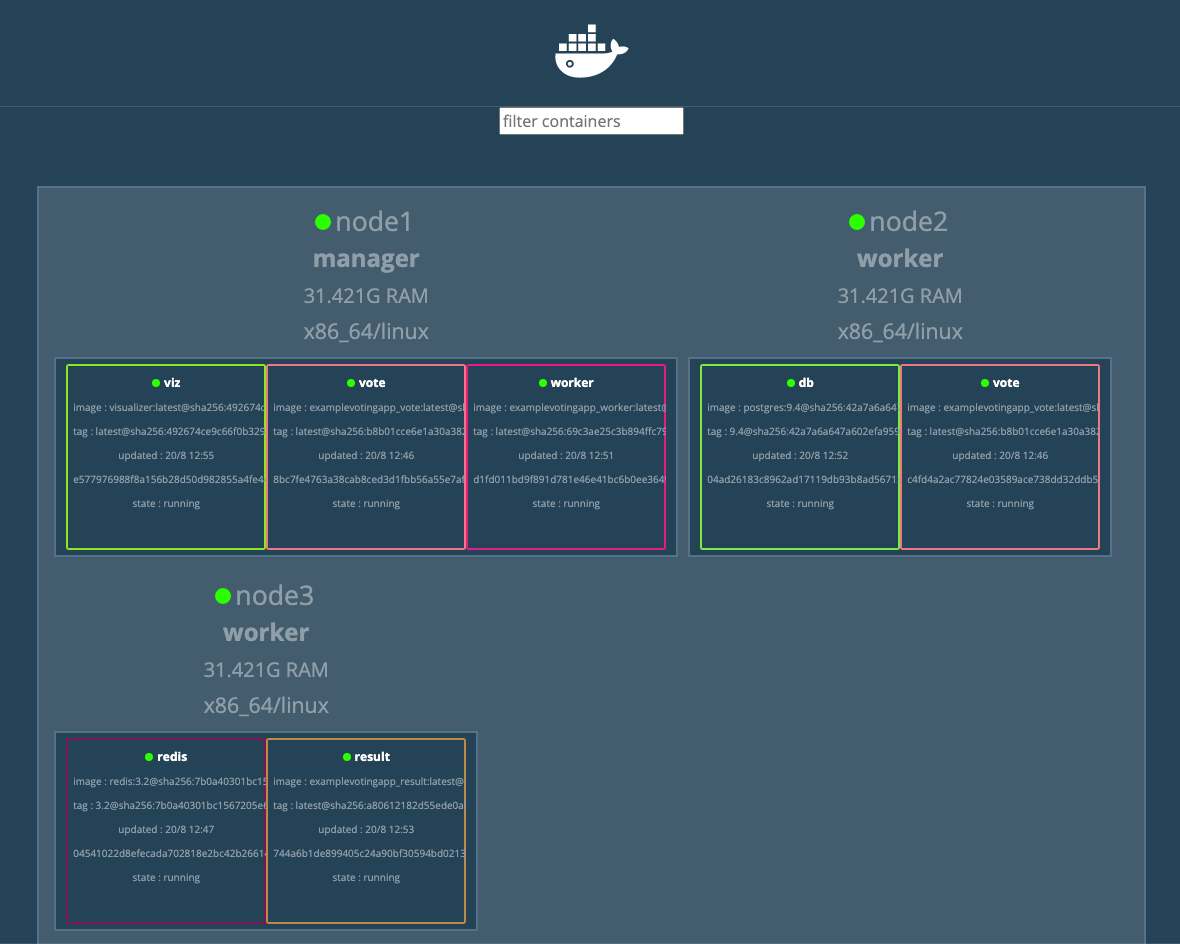 filter containers
node1
manager
31.421G RAM
x86_64/linux
viz
image : visualizer:latest@sha256:492674c
tag : latest@sha256:492674ce9c66f0b329
updated : 20/8 12:55
e577976988f8a156b28d50d982855a4fe4
state : running
vote
image : examplevotingapp_vote:latest@s
tag : latest@sha256:b8b01cce6e1a30a382
updated : 20/8 12:46
8bc7fe4763a38cab8ced3d1fbb56a55e7af
state : running
worker
image : examplevotingapp_worker:latest@
tag : latest@sha256:69c3ae25c3b894ffc79
updated : 20/8 12:51
d1fd011bd9f891d781e46e41bc6b0ee364
state : running
node2
worker
31.421G RAM
x86_64/linux
db
image : postgres:9.4@sha256:42a7a6a647
tag : 9.4@sha256:42a7a6a647a602efa959
updated : 20/8 12:52
04ad26183c8962ad17119db93b8ad5671
state : running
vote
image : examplevotingapp_vote:latest@s
tag : latest@sha256:b8b01cce6e1a30a382
updated : 20/8 12:46
c4fd4a2ac77824e03589ace738dd32ddb5
state : running
node3
worker
31.421G RAM
x86_64/linux
redis
image : redis:3.2@sha256:7b0a40301bc15
tag : 3.2@sha256:7b0a40301bc1567205e6
updated : 20/8 12:47
04541022d8efecada702818e2bc42b2661
state : running
result
image : examplevotingapp_result:latest@
tag : latest@sha256:a80612182d55ede0a
updated : 20/8 12:53
744a6b1de899405c24a90bf30594bd0213
state : running